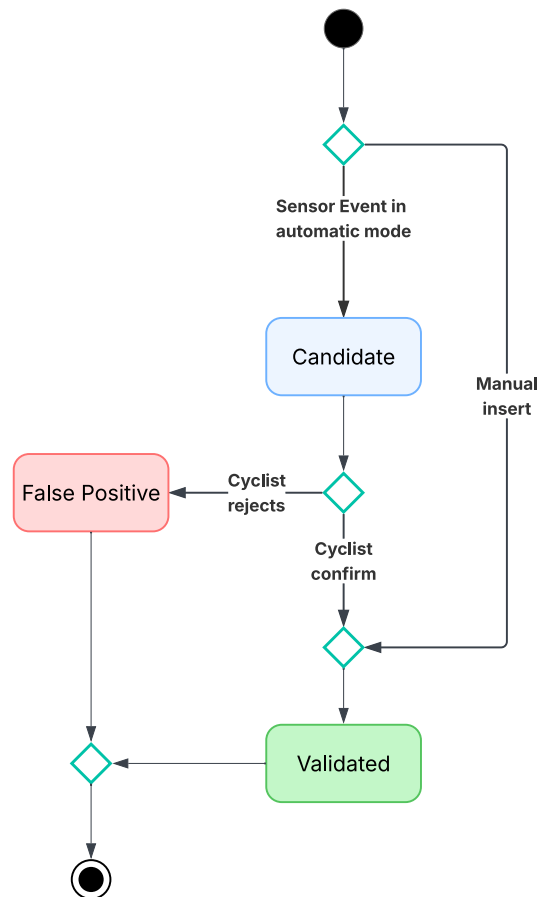 Sensor Event in
automatic mode
Candidate
Manual
insert
False Positive
Cyclist
rejects
Cyclist
confirm
Validated